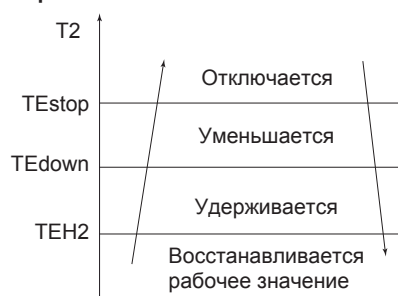 T2
Отключается
TEstop
Уменьшается
TEdown
Удерживается
TEH2
Восстанавливается
рабочее значение